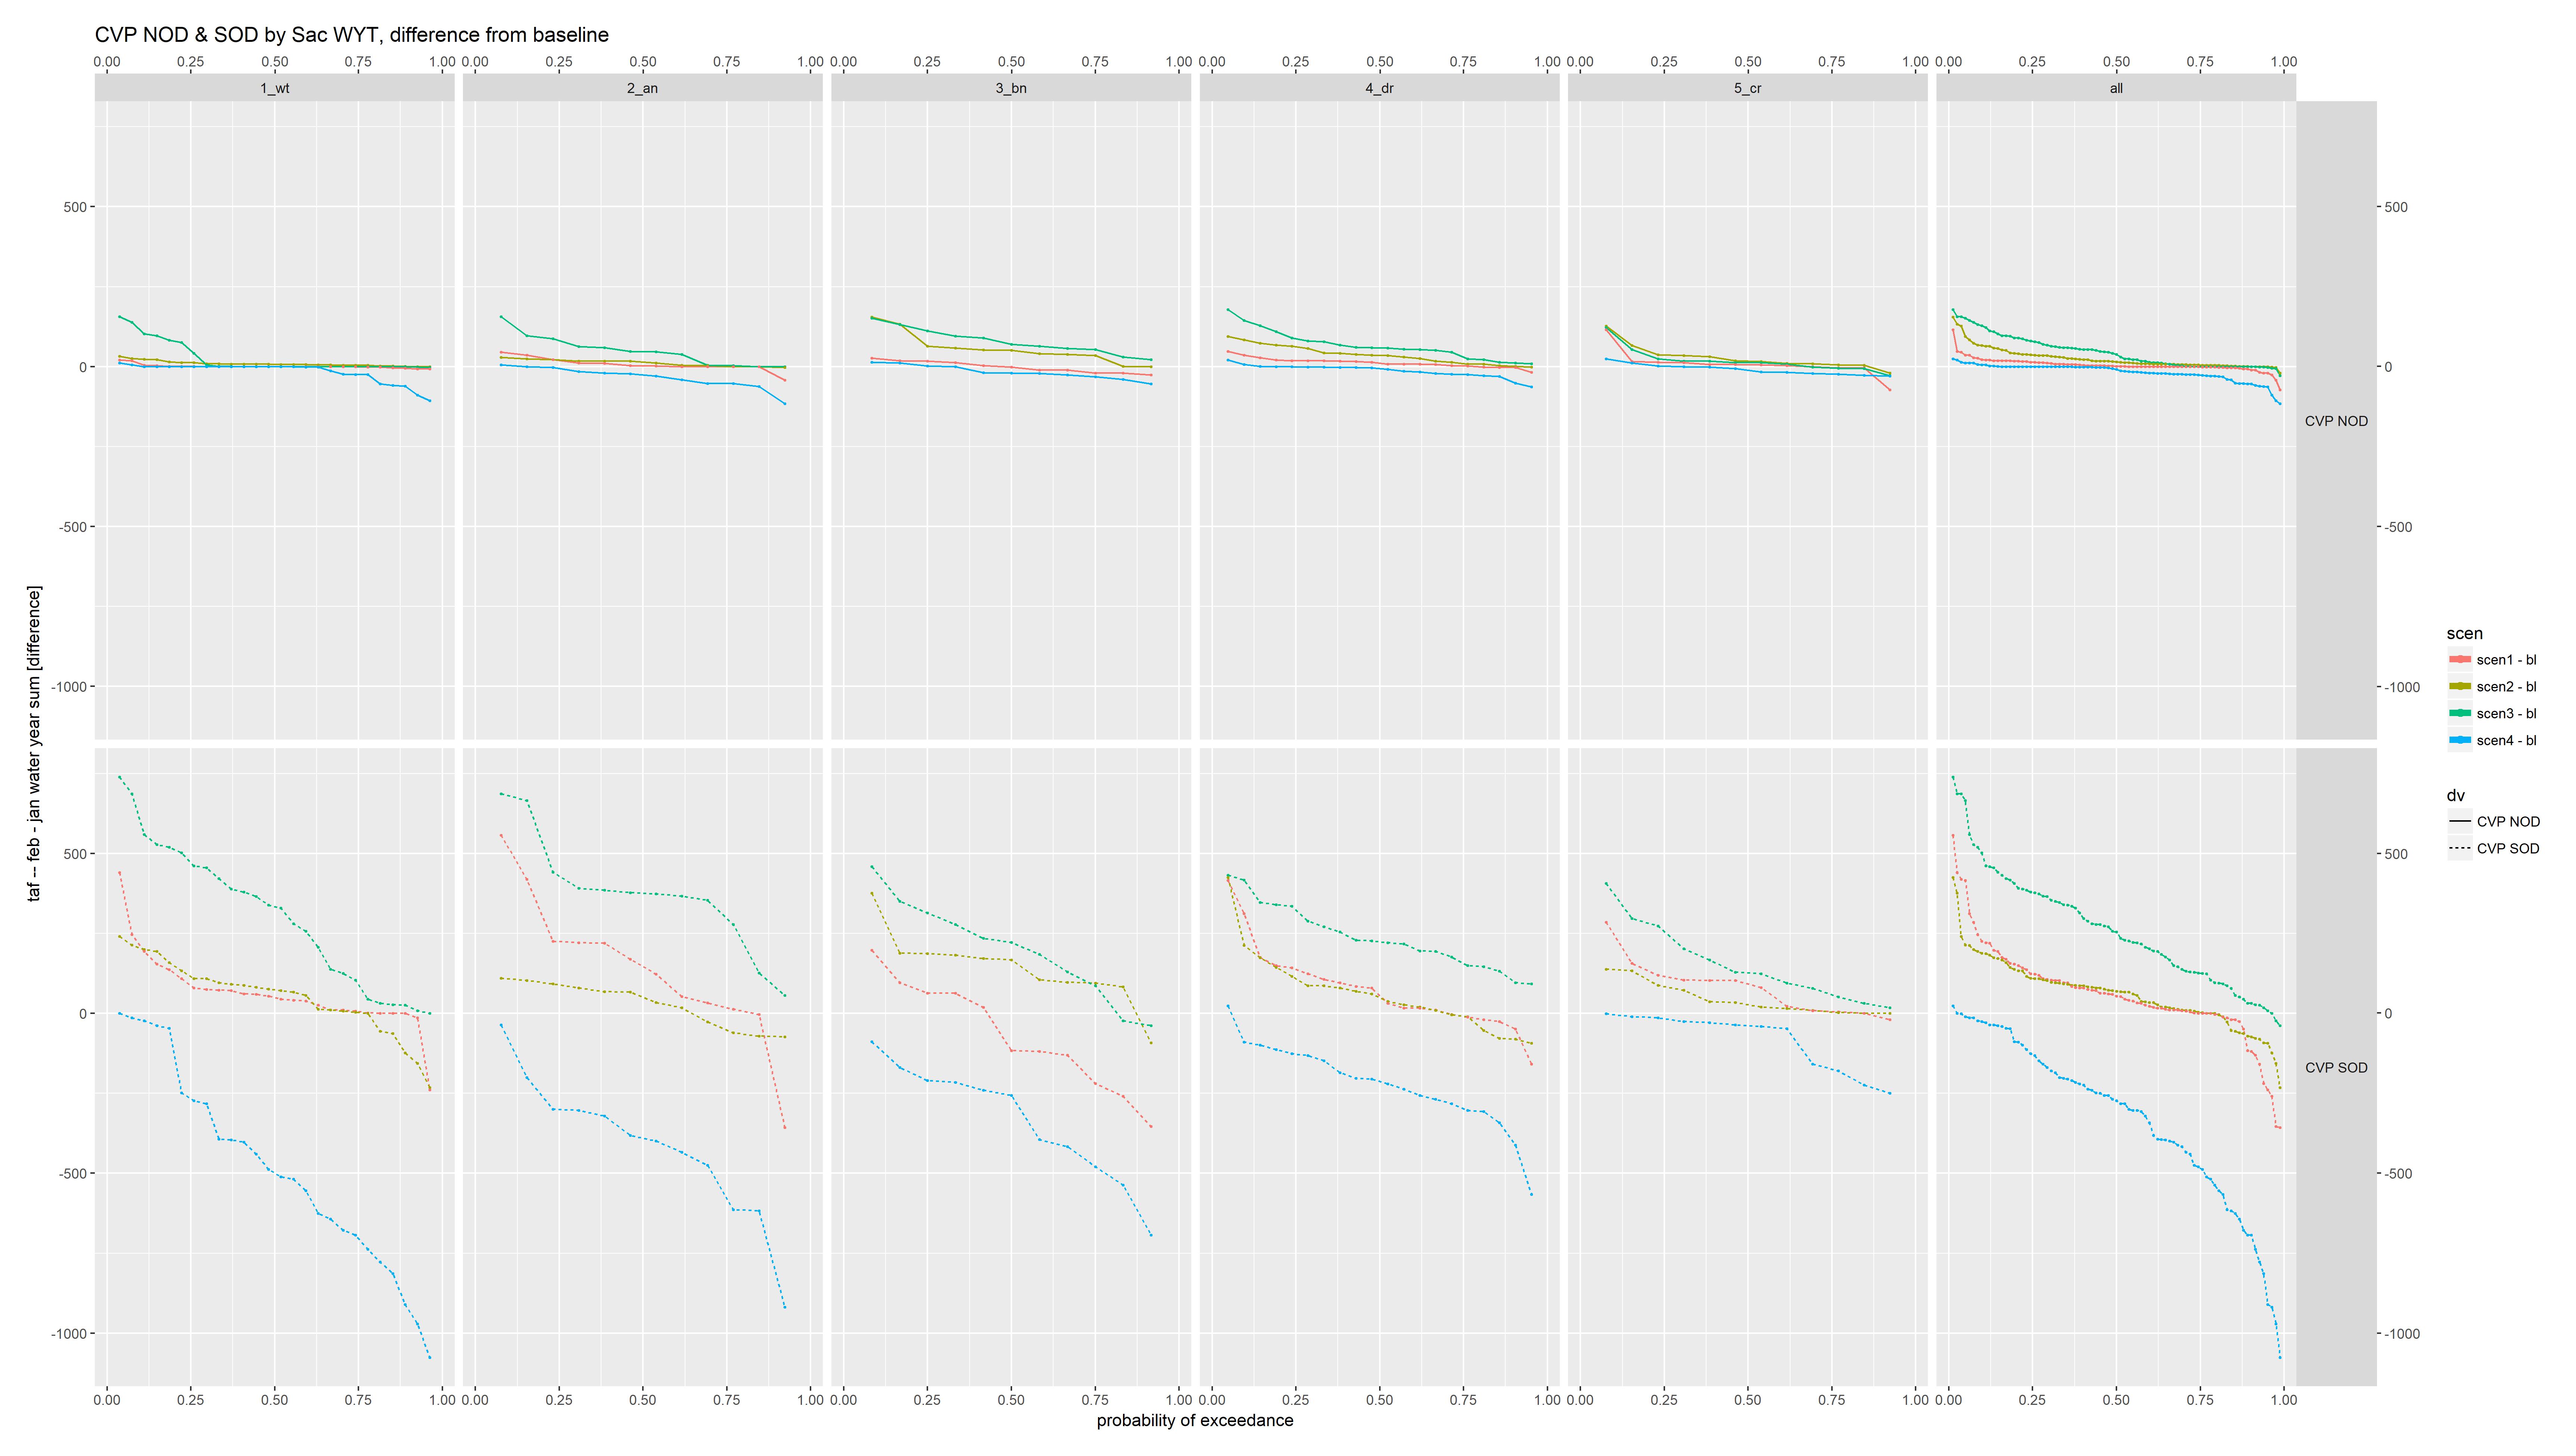 CVP NOD & SOD by Sac WYT, difference from baseline
0.00 0.25 0.50 0.75 1.00 0.00 0.25 0.50 0.75 1.00 0.00 0.25 0.50 0.75 1.00 0.00 0.25 0.50 0.75 1.00 0.00 0.25 0.50 0.75 1.00 0.00 0.25 0.50 0.75 1.00
1_wt 2_an 3_bn 4_dr 5_cr all
500 500
0 0
CVP NOD
-500 -500
-1000 -1000
taf -- feb - jan water year sum [difference]
500 500
0 0
CVP SOD
-500 -500
-1000 -1000
0.00 0.25 0.50 0.75 1.00 0.00 0.25 0.50 0.75 1.00 0.00 0.25 0.50 0.75 1.00 0.00 0.25 0.50 0.75 1.00 0.00 0.25 0.50 0.75 1.00 0.00 0.25 0.50 0.75 1.00
probability of exceedance
scen
scen1 - bl
scen2 - bl
scen3 - bl
scen4 - bl
dv
CVP NOD
CVP SOD